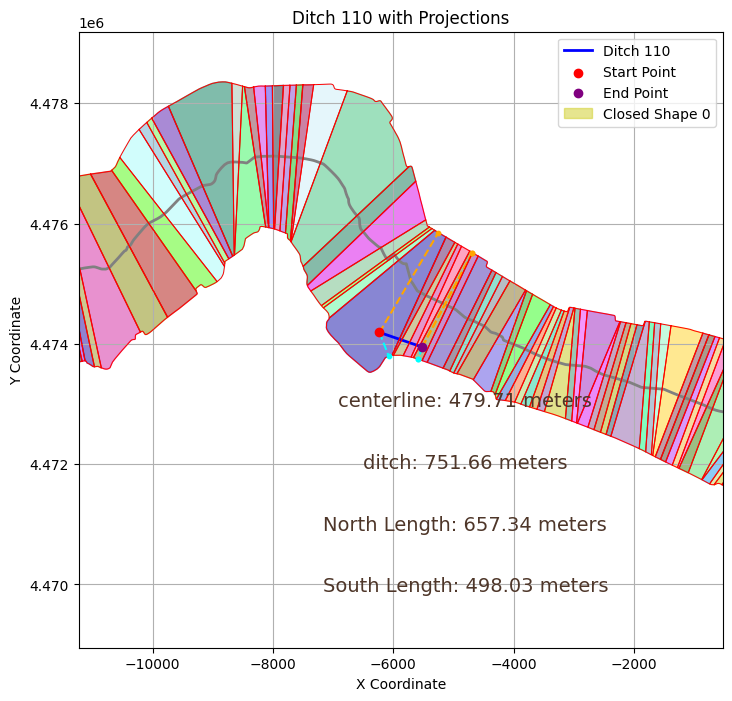 Ditch 110 with Projections
1e6
Ditch 110
Start Point
End Point
Closed Shape 0
4.478
4.476
4.474
4.472
4.470
Y Coordinate
centerline: 479.71 meters
ditch: 751.66 meters
North Length: 657.34 meters
South Length: 498.03 meters
−10000
−8000
−6000
−4000
−2000
X Coordinate